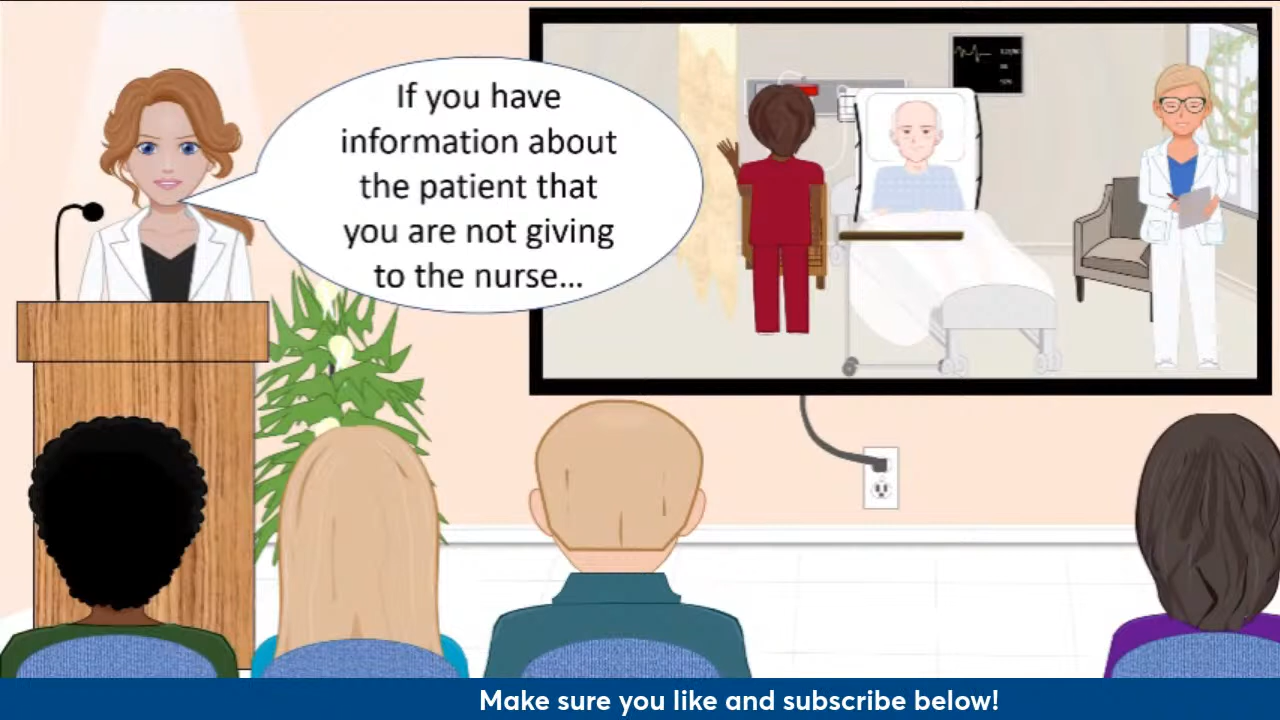 If you have
information about
the patient that
you are not giving
to the nurse...
Make sure you like and subscribe below!